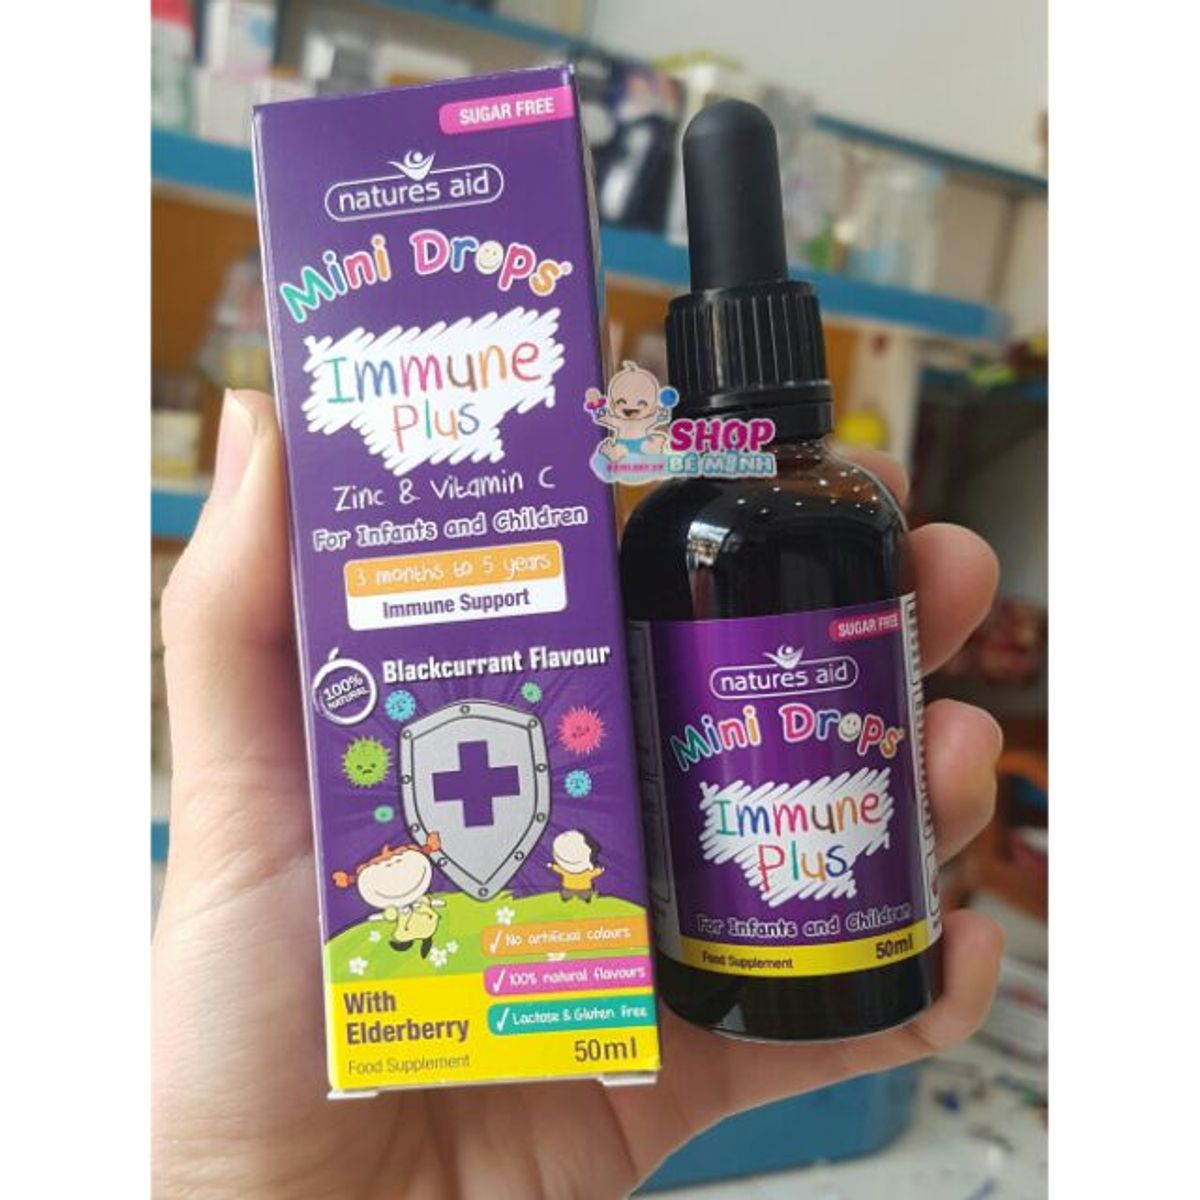 SUGAR FREE
natures aid
Mini Drops
Immune
Plus
Zinc & Vitamin C
For Infants and Children
3 months to 5 years
Immune Support
100%
NATURAL
Blackcurrant Flavour
No artificial colours
100% natural flavours
Lactose & Gluten Free
With
Elderberry
Food Supplement
50ml
SHOP
BÉ MINH
SUGAR FREE
natures aid
Mini Drops
Immune
Plus
For Infants and Children
Food Supplement
50ml